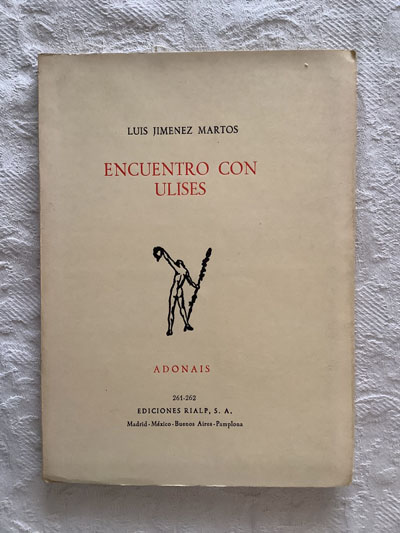 LUIS JIMENEZ MARTOS
ENCUENTRO CON
ULISES
ADONAIS
261-262
EDICIONES RIALP, S. A.
Madrid-México-Buenos Aires-Pamplona